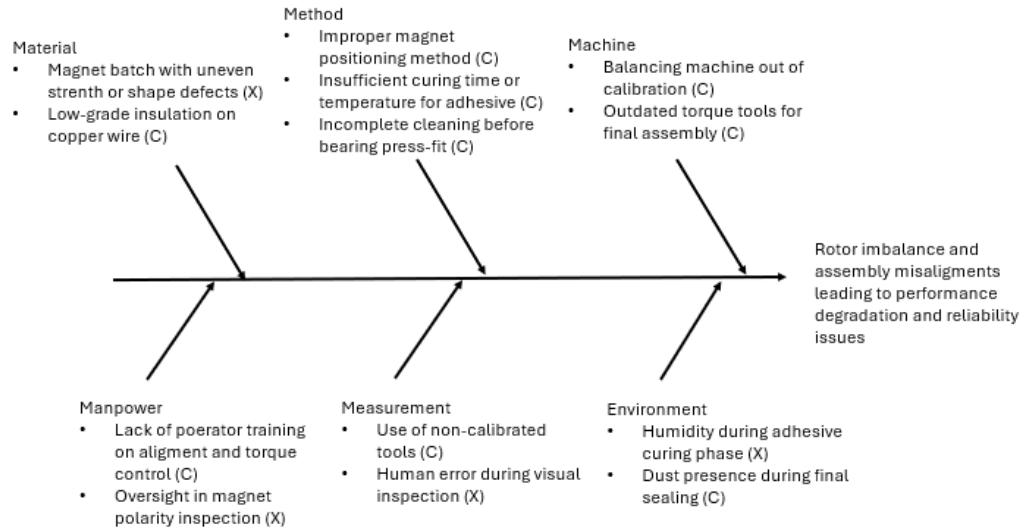 Material
• Magnet batch with uneven
strenth or shape defects (X)
• Low-grade insulation on
copper wire (C)
Method
• Improper magnet
positioning method (C)
• Insufficient curing time or
temperature for adhesive (C)
• Incomplete cleaning before
bearing press-fit (C)
Machine
• Balancing machine out of
calibration (C)
• Outdated torque tools for
final assembly (C)
Rotor imbalance and
assembly misaligments
leading to performance
degradation and reliability
issues
Manpower
• Lack of poerator training
on aligment and torque
control (C)
• Oversight in magnet
polarity inspection (X)
Measurement
• Use of non-calibrated
tools (C)
• Human error during visual
inspection (X)
Environment
• Humidity during adhesive
curing phase (X)
• Dust presence during final
sealing (C)